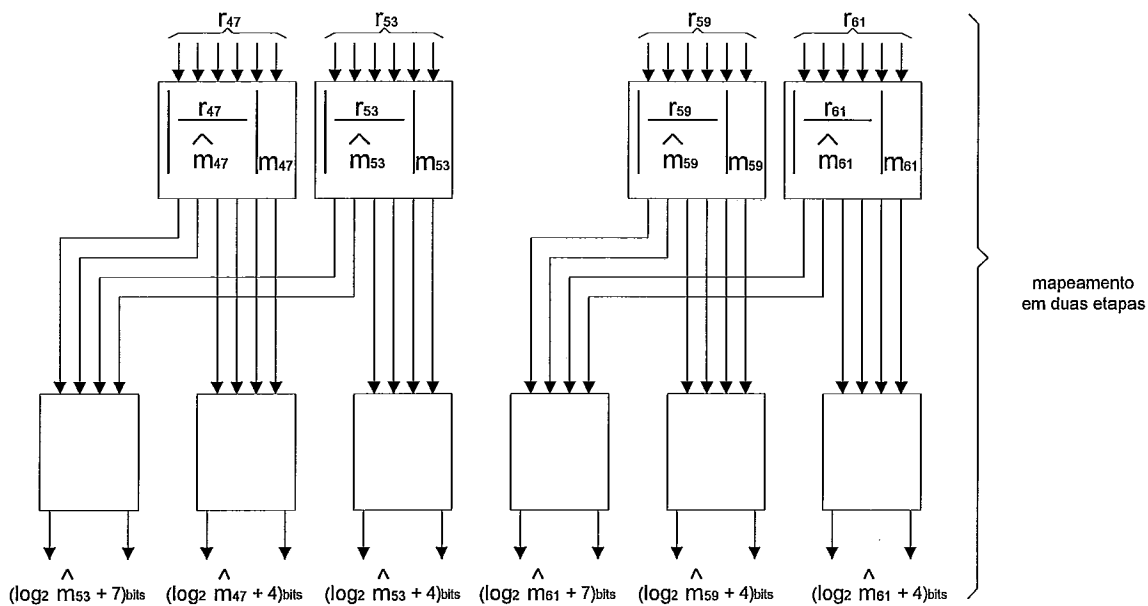 r47 r53 r59 r61
r47 r53 r59 r61
m̂47 m47 m̂53 m53 m̂59 m59 m̂61 m61
mapeamento
em duas etapas
(log2 m̂53 + 7)bits (log2 m̂47 + 4)bits (log2 m̂53 + 4)bits (log2 m̂61 + 7)bits (log2 m̂59 + 4)bits (log2 m̂61 + 4)bits